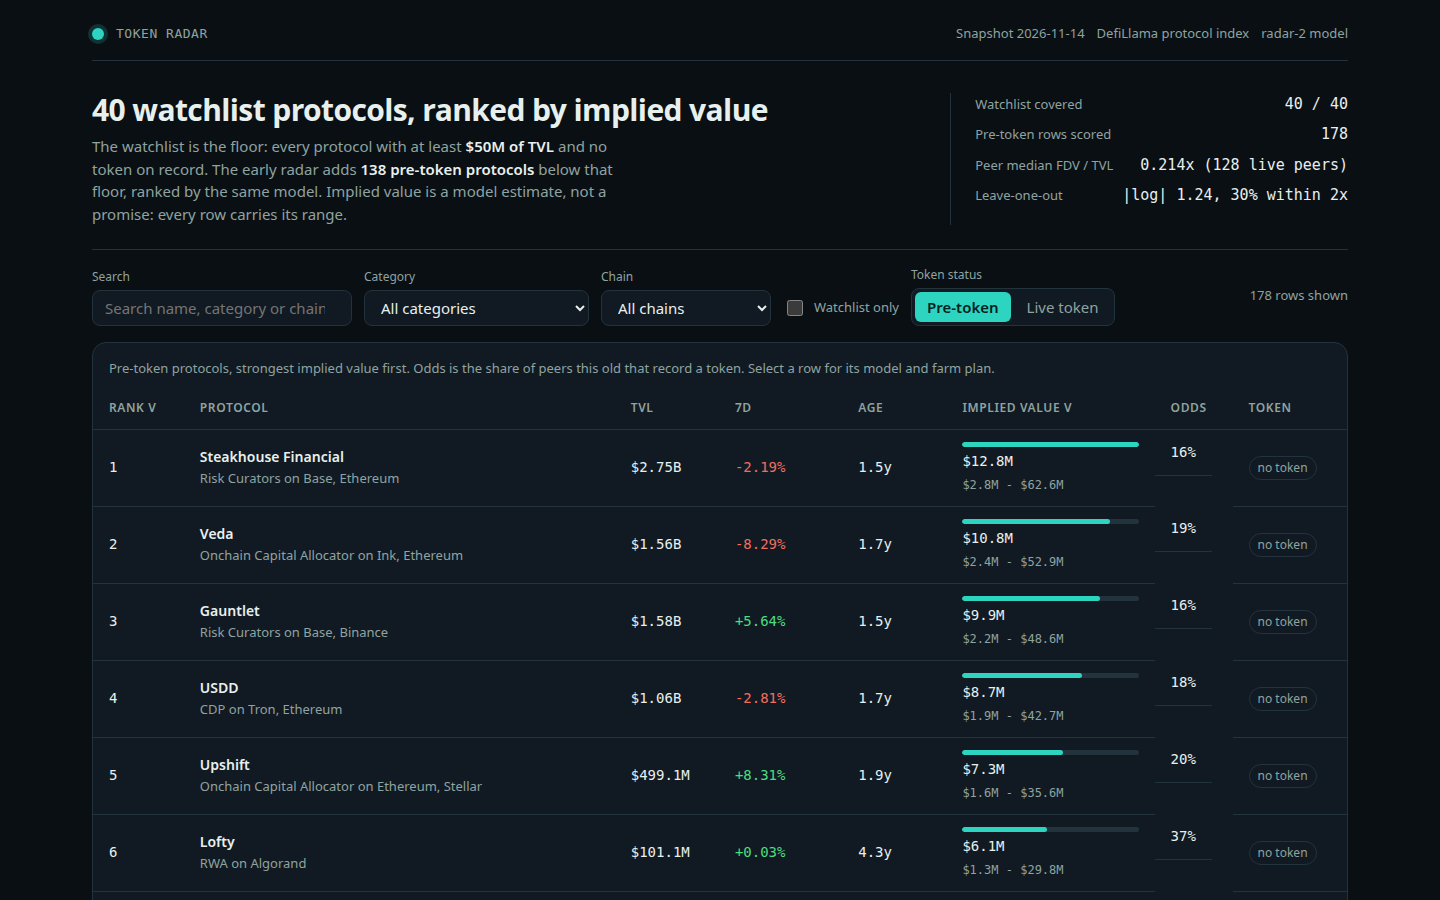 TOKEN RADAR
Snapshot 2026-11-14 DefiLlama protocol index radar-2 model
40 watchlist protocols, ranked by implied value
The watchlist is the floor: every protocol with at least $50M of TVL and no
token on record. The early radar adds 138 pre-token protocols below that
floor, ranked by the same model. Implied value is a model estimate, not a
promise: every row carries its range.
Watchlist covered 40 / 40
Pre-token rows scored 178
Peer median FDV / TVL 0.214x (128 live peers)
Leave-one-out |log| 1.24, 30% within 2x
Search
Search name, category or chain
Category
All categories
Chain
All chains
Watchlist only
Token status
Pre-token Live token
178 rows shown
Pre-token protocols, strongest implied value first. Odds is the share of peers this old that record a token. Select a row for its model and farm plan.
RANK V PROTOCOL TVL 7D AGE IMPLIED VALUE V ODDS TOKEN
1 Steakhouse Financial $2.75B -2.19% 1.5y $12.8M 16% no token
Risk Curators on Base, Ethereum $2.8M - $62.6M
2 Veda $1.56B -8.29% 1.7y $10.8M 19% no token
Onchain Capital Allocator on Ink, Ethereum $2.4M - $52.9M
3 Gauntlet $1.58B +5.64% 1.5y $9.9M 16% no token
Risk Curators on Base, Binance $2.2M - $48.6M
4 USDD $1.06B -2.81% 1.7y $8.7M 18% no token
CDP on Tron, Ethereum $1.9M - $42.7M
5 Upshift $499.1M +8.31% 1.9y $7.3M 20% no token
Onchain Capital Allocator on Ethereum, Stellar $1.6M - $35.6M
6 Lofty $101.1M +0.03% 4.3y $6.1M 37% no token
RWA on Algorand $1.3M - $29.8M